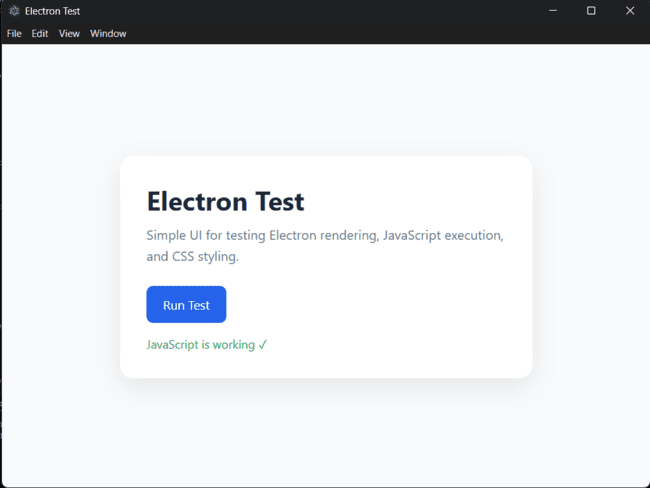 Electron Test
File Edit View Window
Electron Test
Simple UI for testing Electron rendering, JavaScript execution,
and CSS styling.
Run Test
JavaScript is working ✓